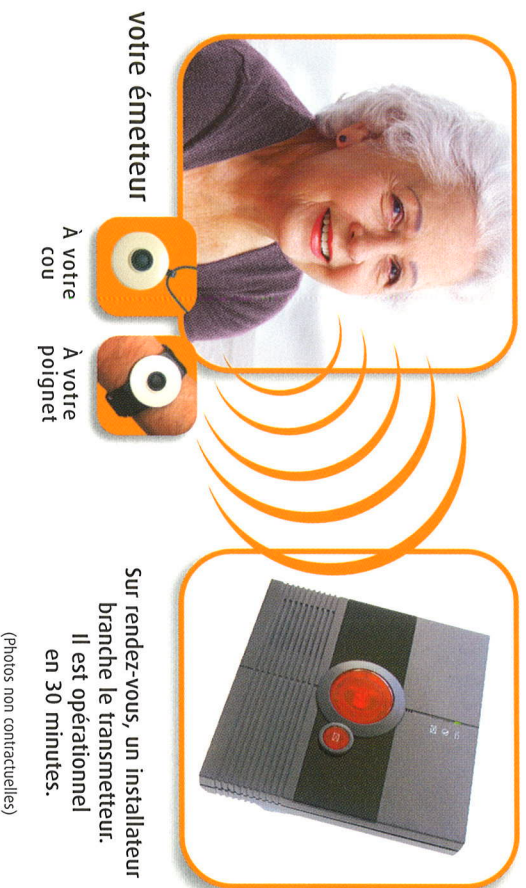 votre émetteur
À votre
cou
À votre
poignet
Sur rendez-vous, un installateur
branche le transmetteur.
Il est opérationnel
en 30 minutes.
(Photos non contractuelles)